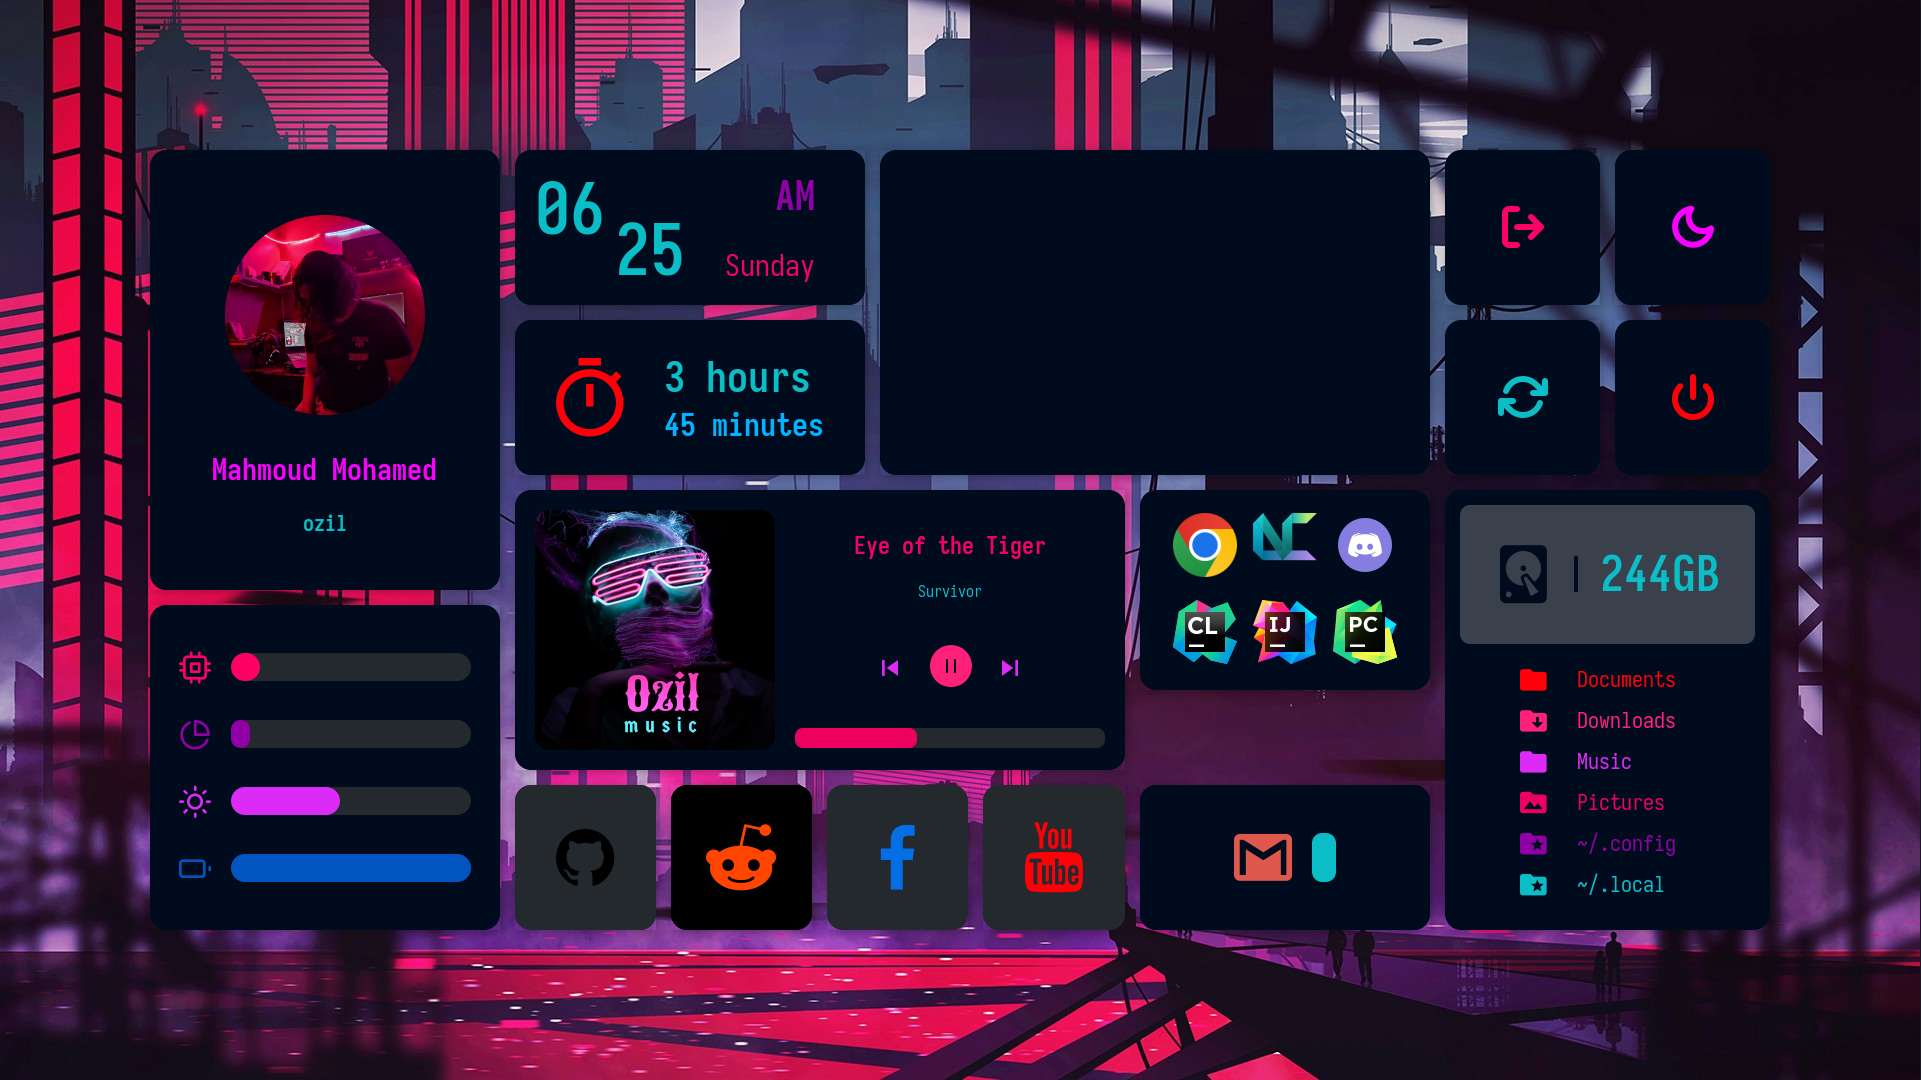 06
25
AM
Sunday
3 hours
45 minutes
Mahmoud Mohamed
ozil
Eye of the Tiger
Survivor
Ozil
music
CL
IJ
PC
244GB
Documents
Downloads
Music
Pictures
~/.config
~/.local
You
Tube